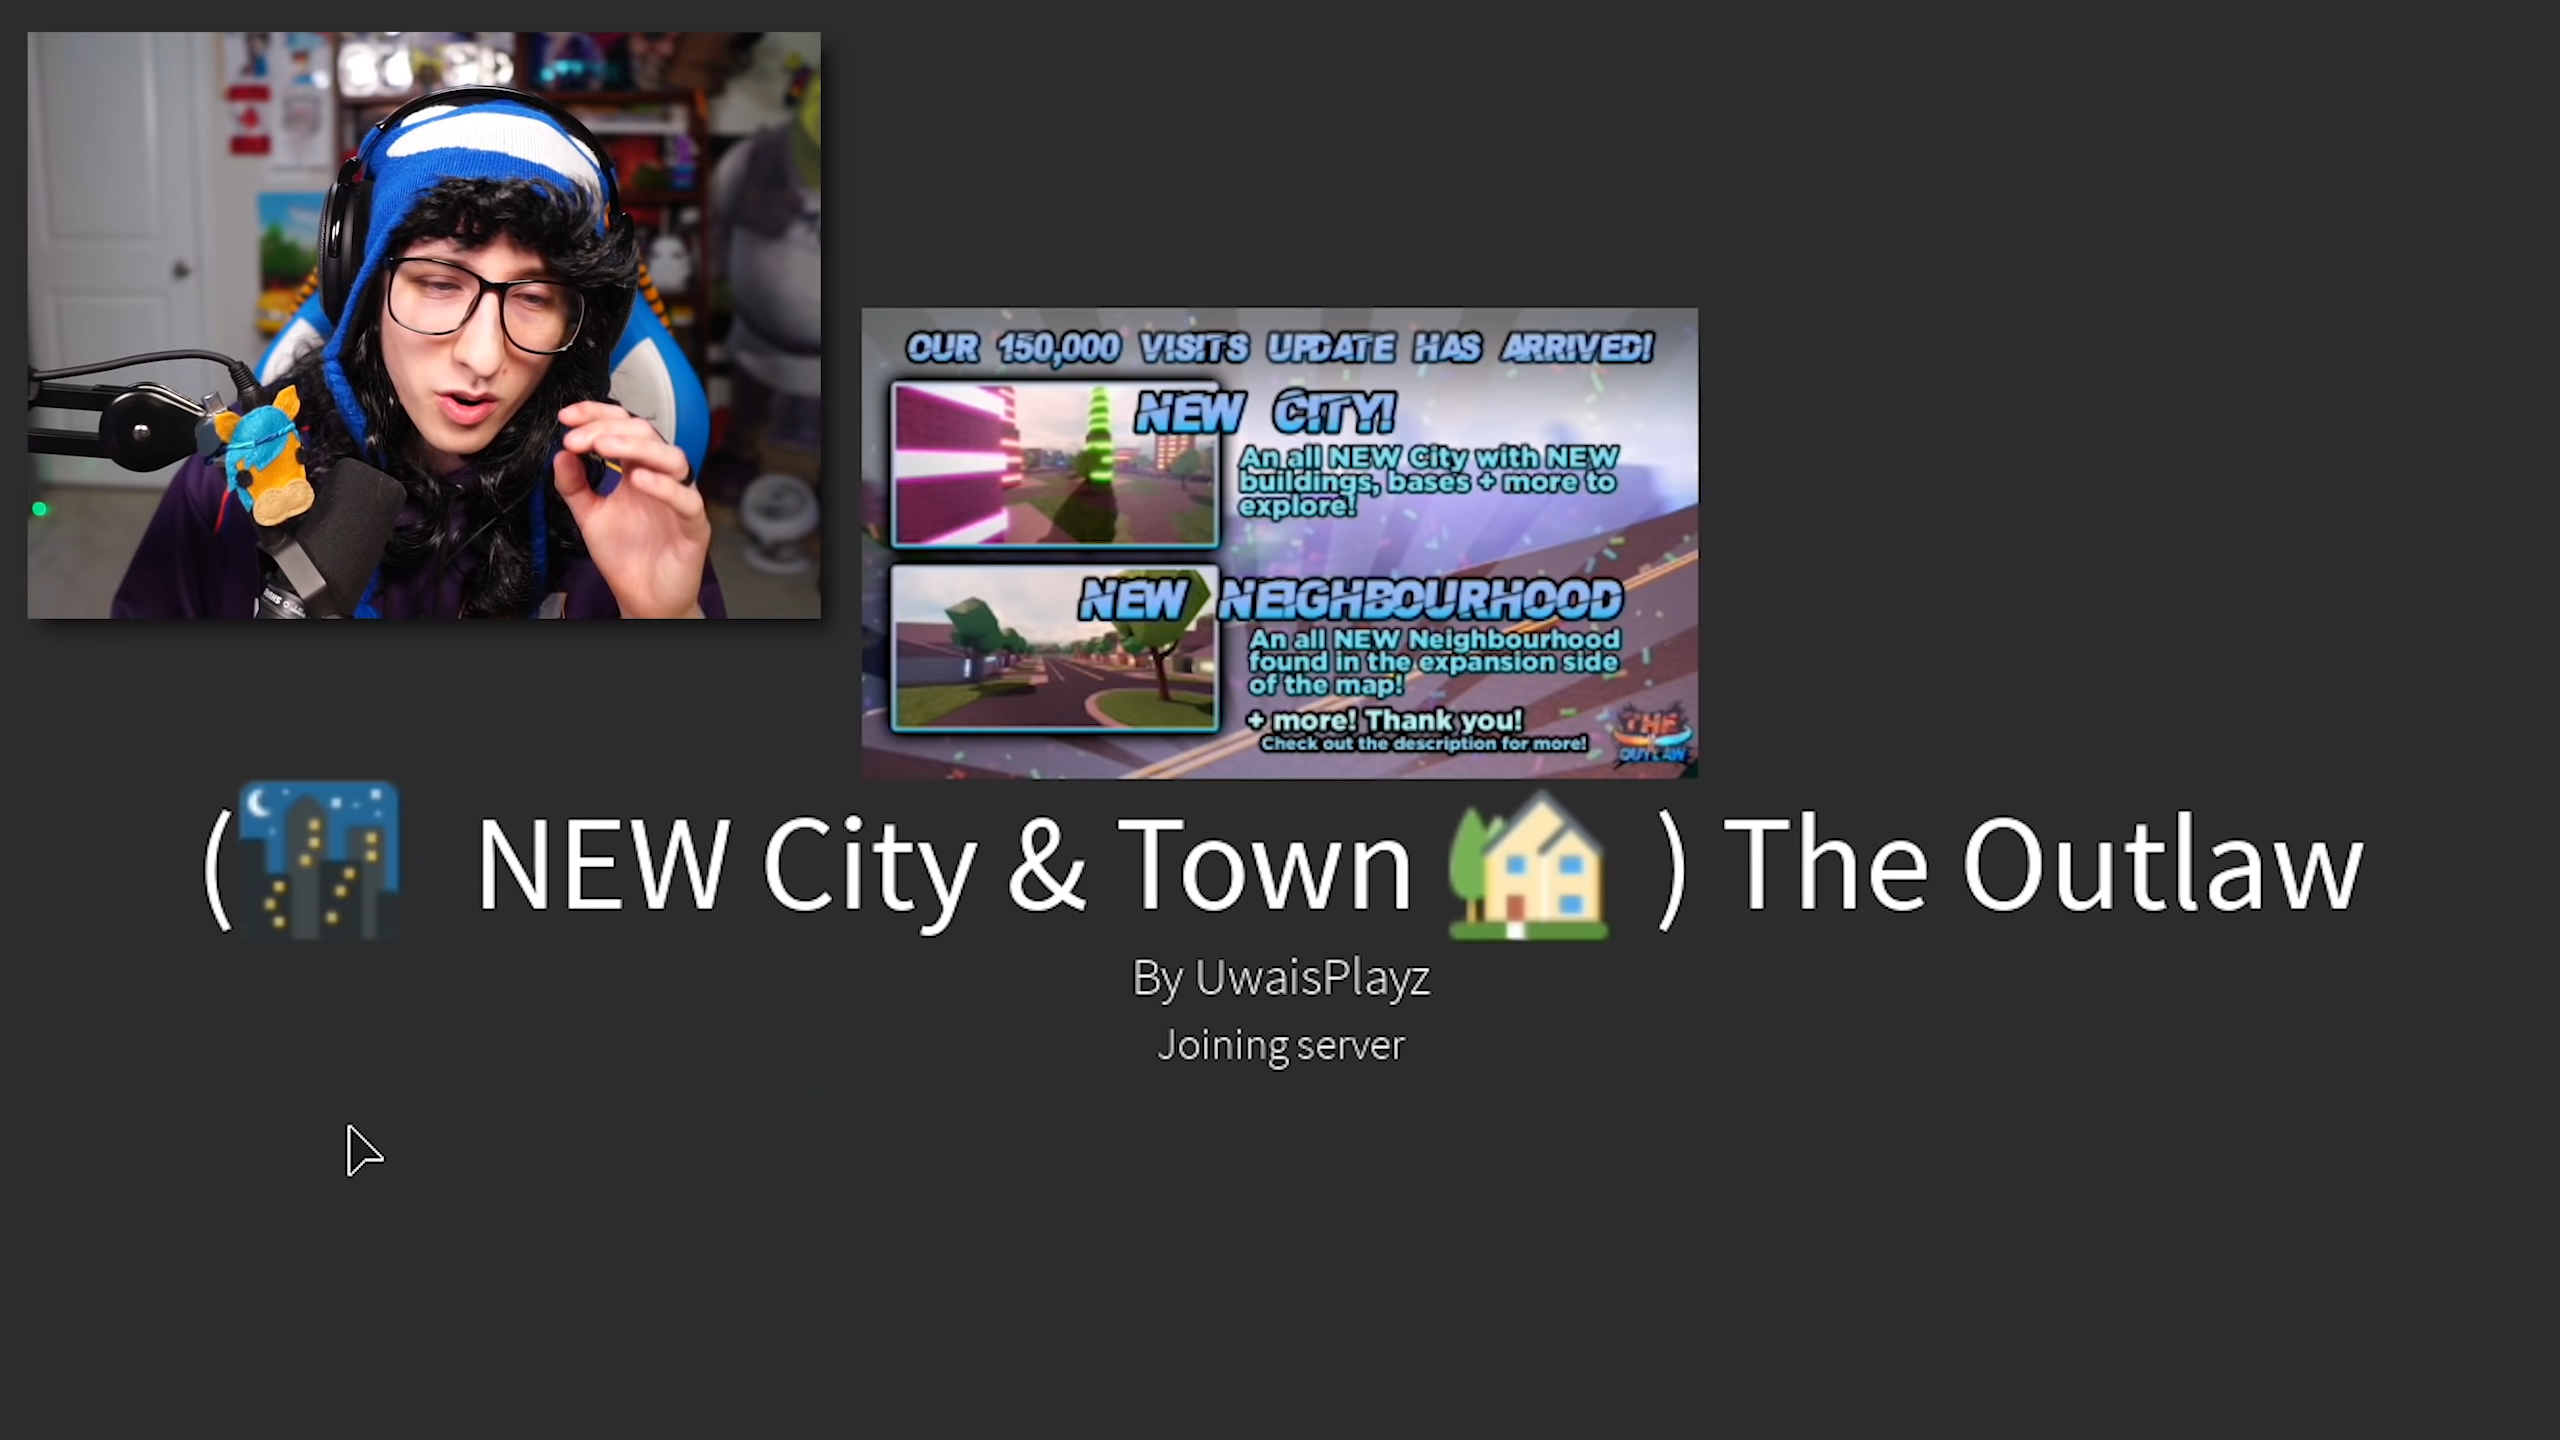 OUR 150,000 VISITS UPDATE HAS ARRIVED!
NEW CITY!
An all NEW City with NEW
buildings, bases + more to
explore!
NEW NEIGHBOURHOOD
An all NEW Neighbourhood
found in the expansion side
of the map!
+ more! Thank you!
Check out the description for more!
THE
OUTLAW
( NEW City & Town ) The Outlaw
By UwaisPlayz
Joining server